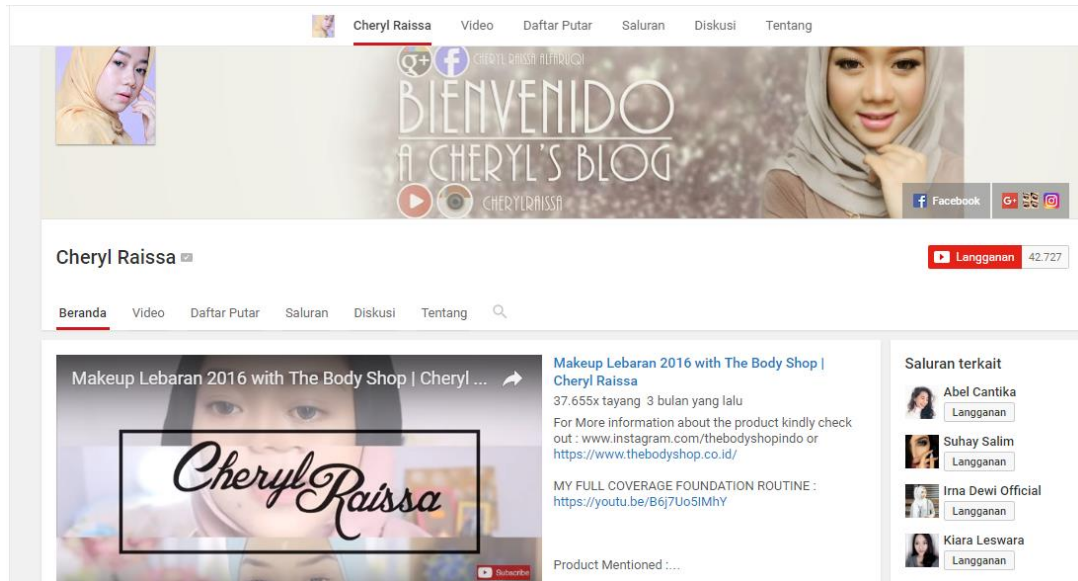 Cheryl Raissa Video Daftar Putar Saluran Diskusi Tentang
G+ f CHERYL RAISSA ALFARUQI
BIENVENIDO
A CHERYL'S BLOG
CHERYLRAISSA
f Facebook G+
Cheryl Raissa
Langganan 42.727
Beranda Video Daftar Putar Saluran Diskusi Tentang
Makeup Lebaran 2016 with The Body Shop | Cheryl ...
Cheryl Raissa
Subscribe
Makeup Lebaran 2016 with The Body Shop |
Cheryl Raissa
37.655x tayang 3 bulan yang lalu
For More information about the product kindly check
out : www.instagram.com/thebodyshopindo or
https://www.thebodyshop.co.id/
MY FULL COVERAGE FOUNDATION ROUTINE :
https://youtu.be/B6j7Uo5IMhY
Product Mentioned :...
Saluran terkait
Abel Cantika
Langganan
Suhay Salim
Langganan
Irna Dewi Official
Langganan
Kiara Leswara
Langganan